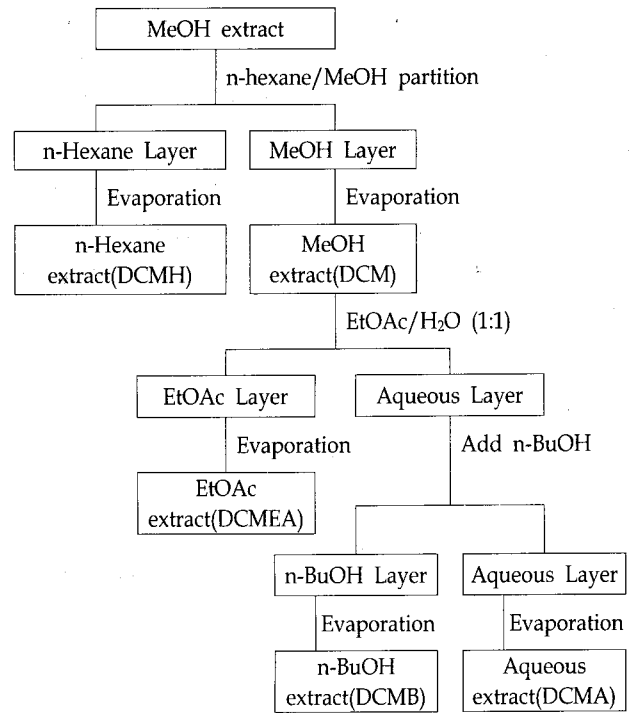 MeOH extract
n-hexane/MeOH partition
n-Hexane Layer
MeOH Layer
Evaporation
Evaporation
n-Hexane
extract(DCMH)
MeOH
extract(DCM)
EtOAc/H₂O (1:1)
EtOAc Layer
Aqueous Layer
Evaporation
Add n-BuOH
EtOAc
extract(DCMEA)
n-BuOH Layer
Aqueous Layer
Evaporation
Evaporation
n-BuOH
extract(DCMB)
Aqueous
extract(DCMA)